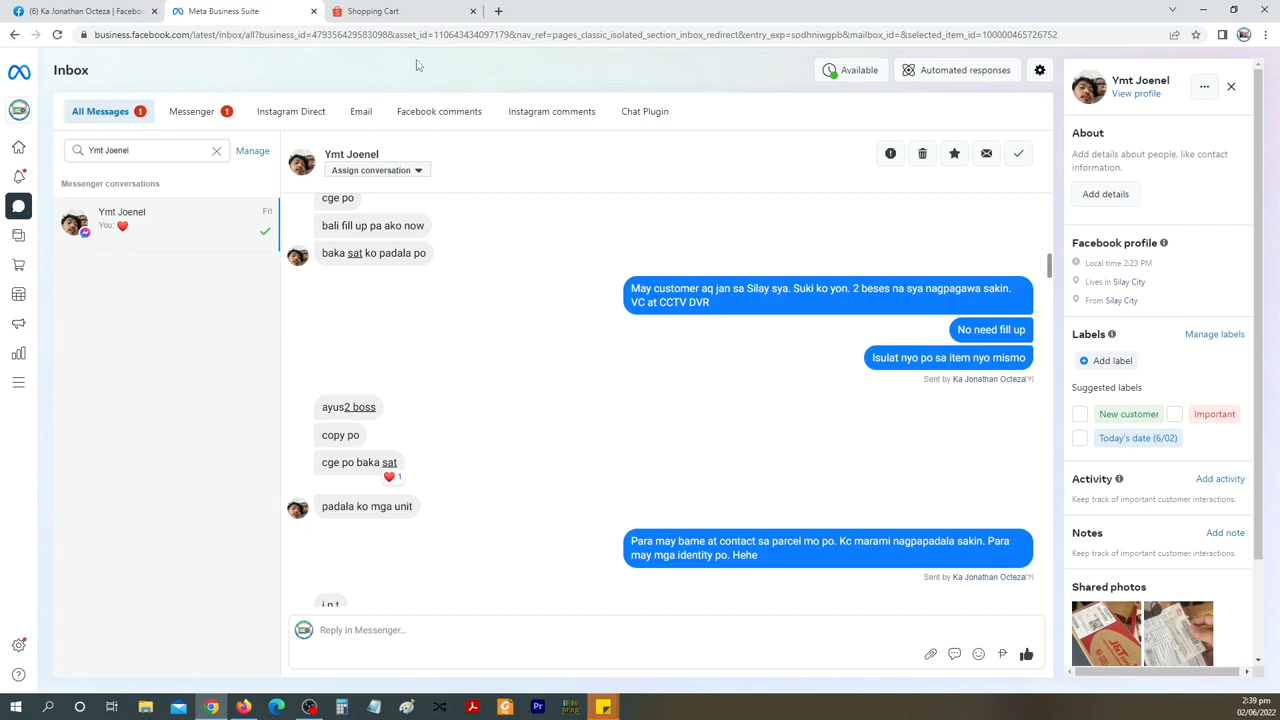 (6) Ka Jonathan Octeza | Facebook
Meta Business Suite
Shopping Cart
business.facebook.com/latest/inbox/all?business_id=479356429583098&asset_id=110643434097179&nav_ref=pages_classic_isolated_section_inbox_redirect&entry_exp=sodhniwgpb&mailbox_id=&selected_item_id=100000465726752
Inbox
Available
Automated responses
All Messages 1
Messenger 1
Instagram Direct
Email
Facebook comments
Instagram comments
Chat Plugin
Ymt Joenel
Manage
Messenger conversations
Ymt Joenel
Fri
You: ❤️
Ymt Joenel
Assign conversation
cge po
bali fill up pa ako now
baka sat ko padala po
May customer aq jan sa Silay sya. Suki ko yon. 2 beses na sya nagpagawa sakin.
VC at CCTV DVR
No need fill up
Isulat nyo po sa item nyo mismo
Sent by Ka Jonathan Octeza[?]
ayus2 boss
copy po
cge po baka sat
❤️ 1
padala ko mga unit
Para may bame at contact sa parcel mo po. Kc marami nagpapadala sakin. Para
may mga identity po. Hehe
Sent by Ka Jonathan Octeza[?]
j n t
Reply in Messenger...
Ymt Joenel
View profile
About
Add details about people, like contact
information.
Add details
Facebook profile
Local time 2:23 PM
Lives in Silay City
From Silay City
Labels
Manage labels
Add label
Suggested labels
New customer
Important
Today's date (6/02)
Activity
Add activity
Keep track of important customer interactions.
Notes
Add note
Keep track of important customer interactions.
Shared photos
J&T
2:39 pm
02/06/2022